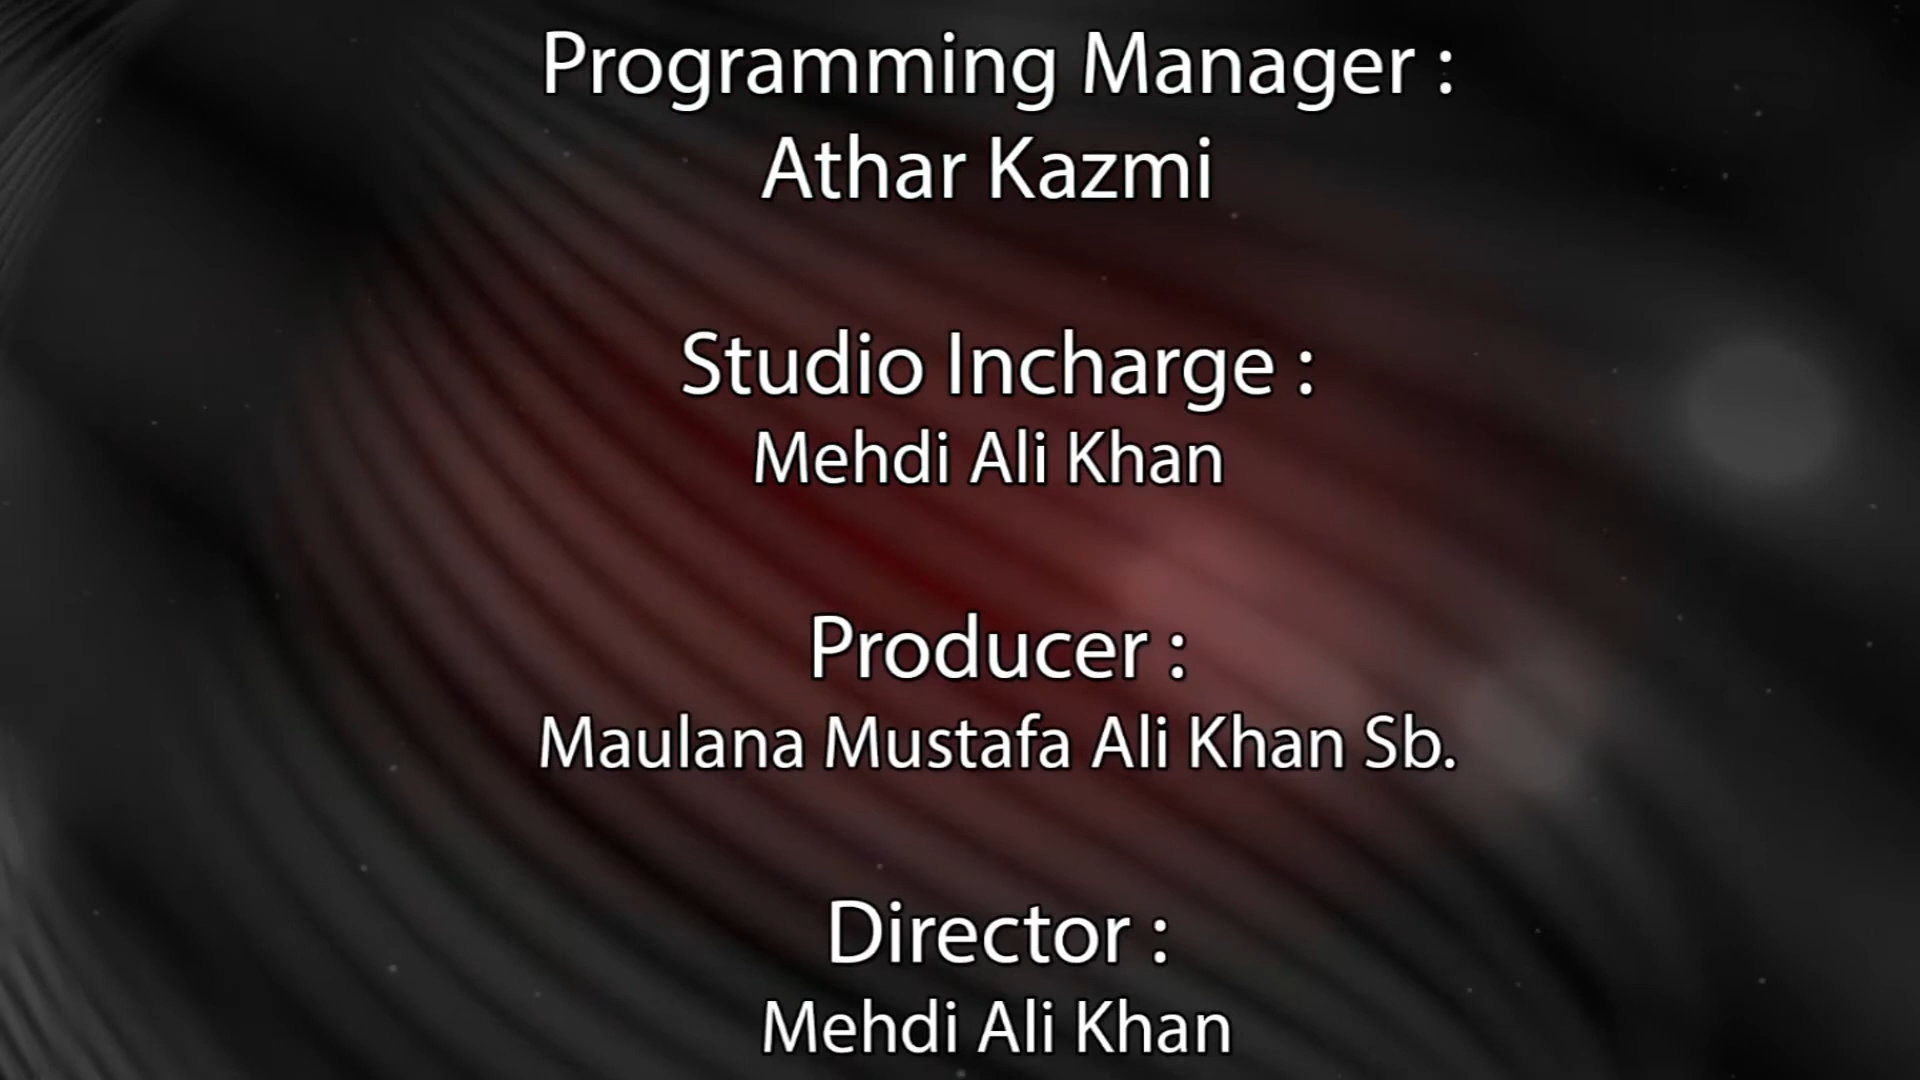 Programming Manager :
Athar Kazmi
Studio Incharge :
Mehdi Ali Khan
Producer :
Maulana Mustafa Ali Khan Sb.
Director :
Mehdi Ali Khan